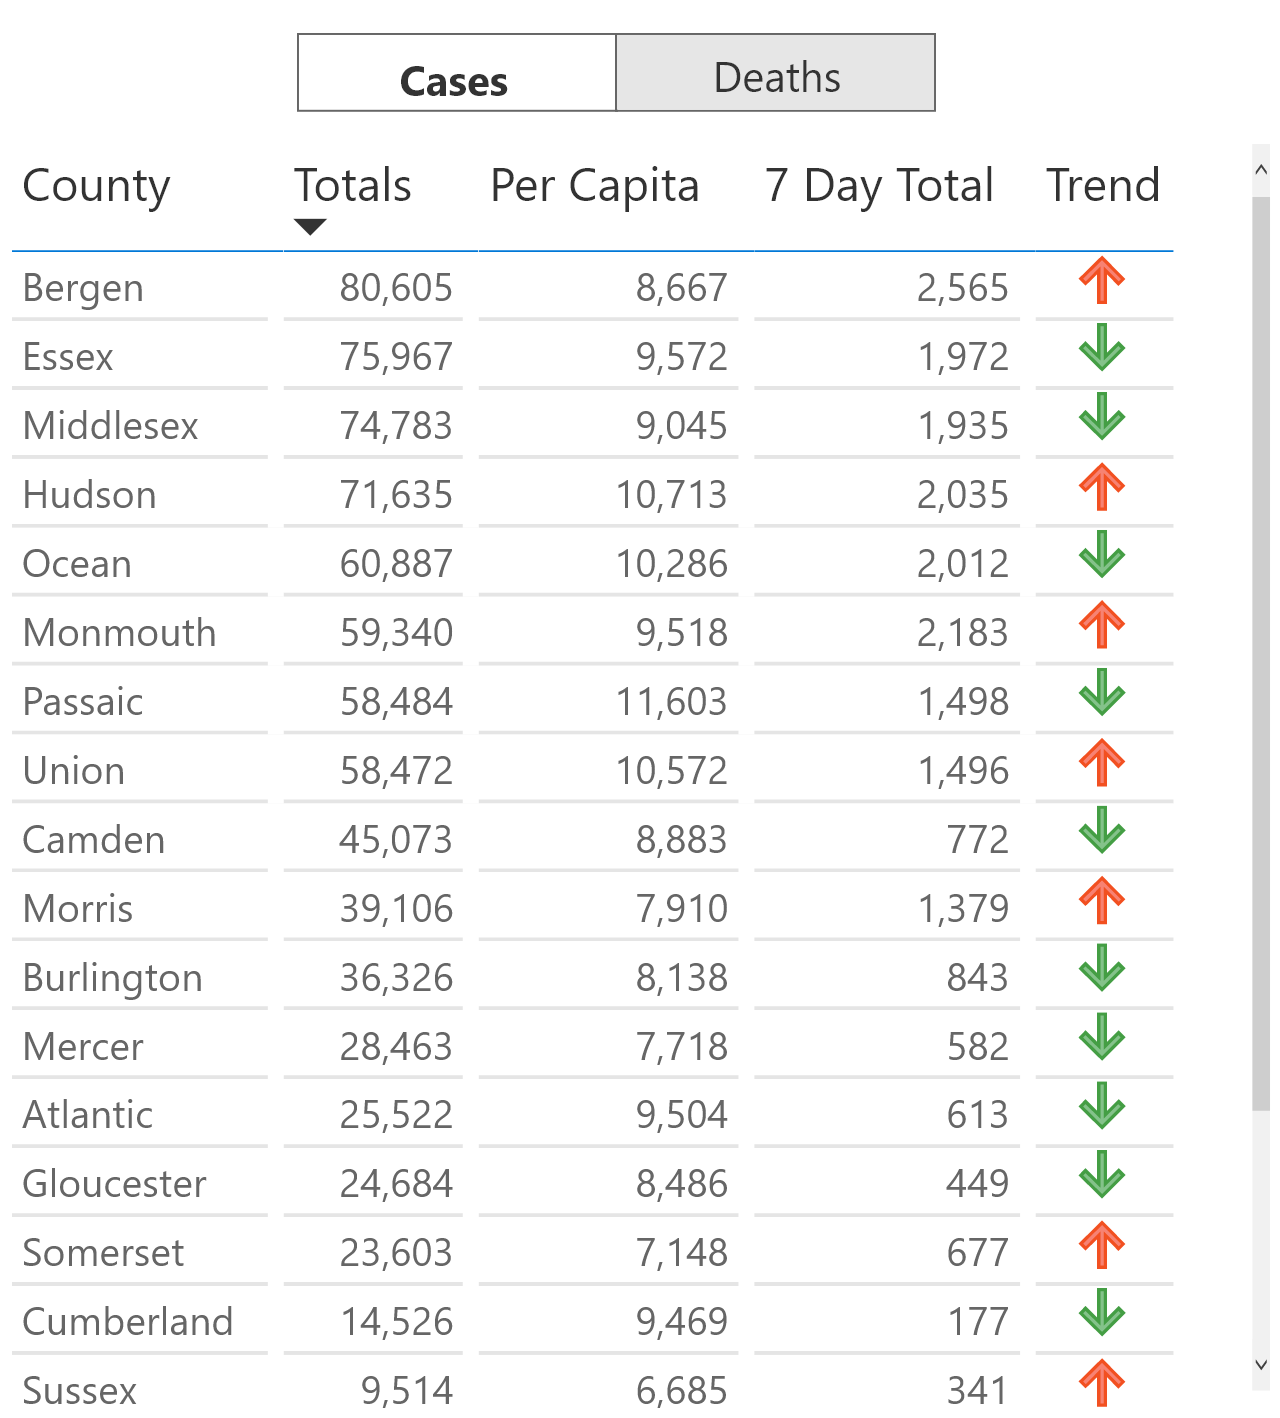 Cases Deaths
County Totals Per Capita 7 Day Total Trend
Bergen 80,605 8,667 2,565
Essex 75,967 9,572 1,972
Middlesex 74,783 9,045 1,935
Hudson 71,635 10,713 2,035
Ocean 60,887 10,286 2,012
Monmouth 59,340 9,518 2,183
Passaic 58,484 11,603 1,498
Union 58,472 10,572 1,496
Camden 45,073 8,883 772
Morris 39,106 7,910 1,379
Burlington 36,326 8,138 843
Mercer 28,463 7,718 582
Atlantic 25,522 9,504 613
Gloucester 24,684 8,486 449
Somerset 23,603 7,148 677
Cumberland 14,526 9,469 177
Sussex 9,514 6,685 341